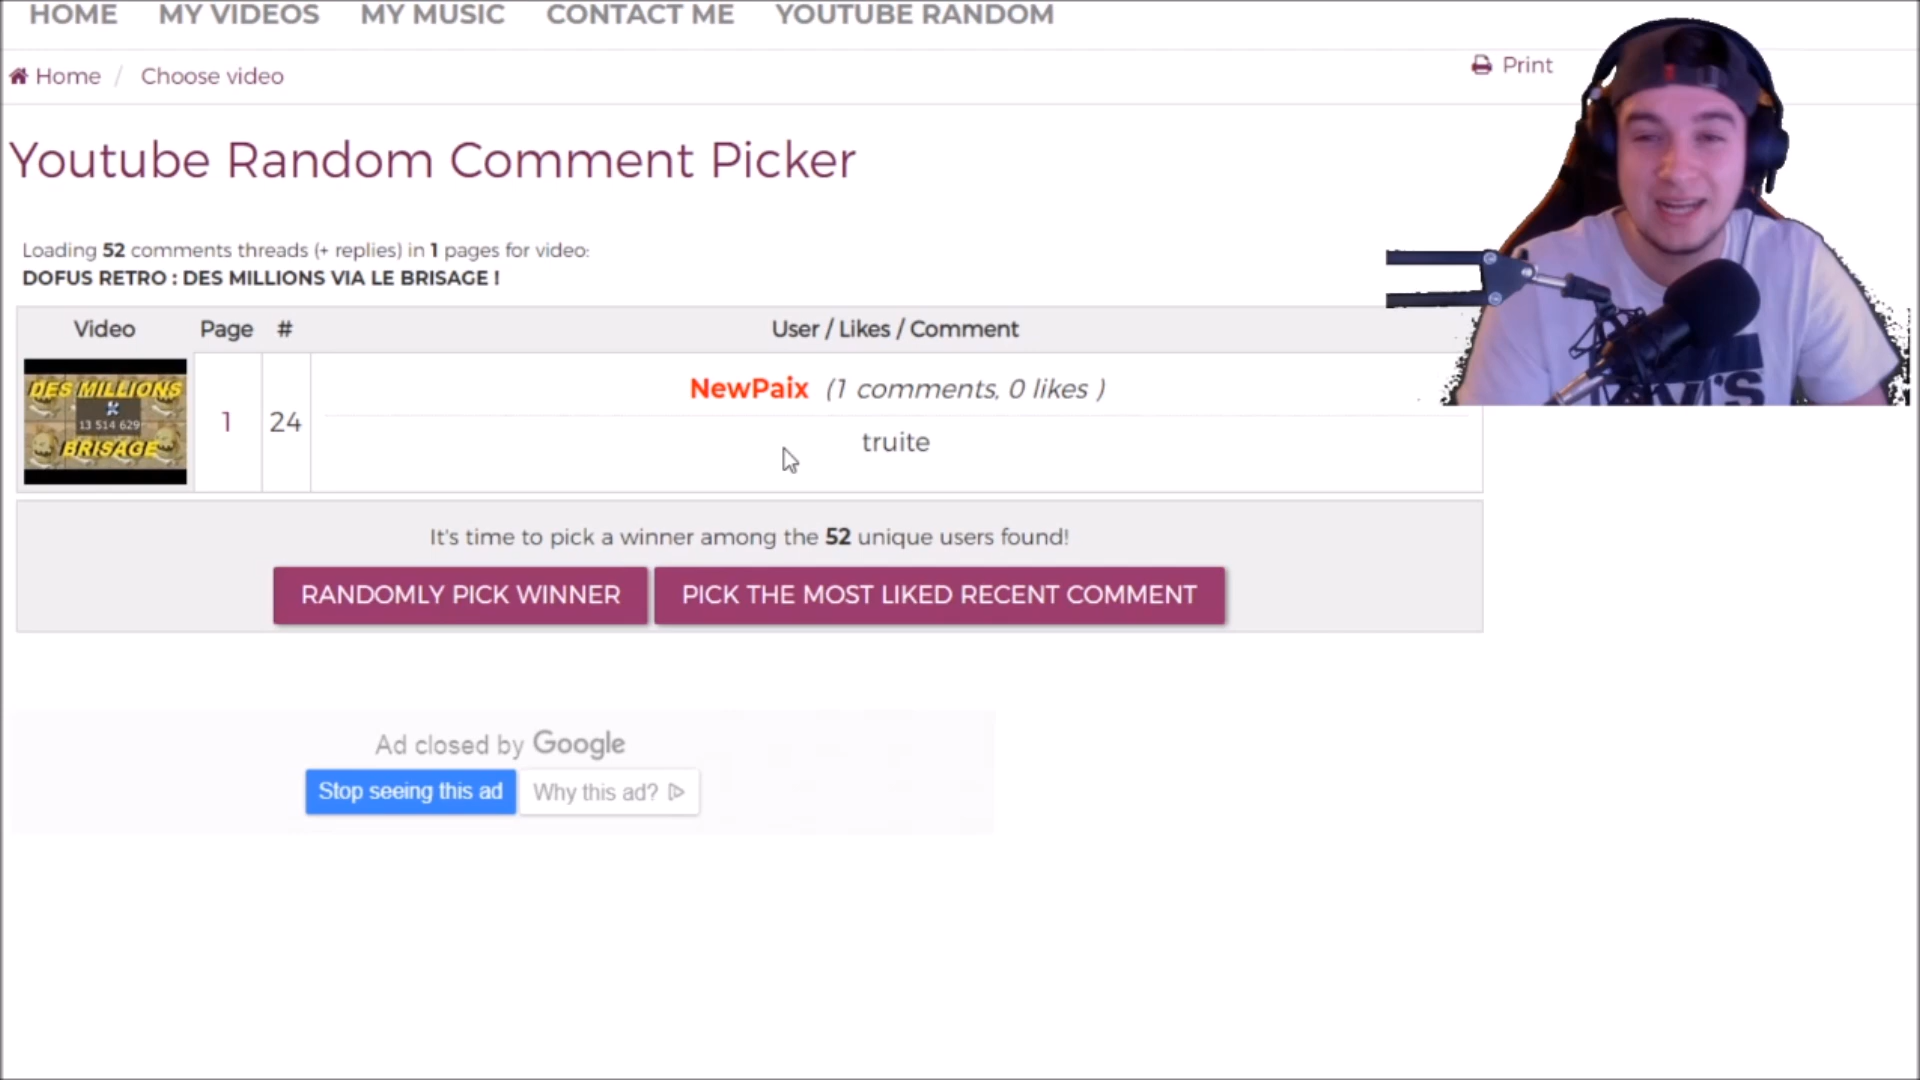 HOME MY VIDEOS MY MUSIC CONTACT ME YOUTUBE RANDOM
Home / Choose video
Print
Youtube Random Comment Picker
Loading 52 comments threads (+ replies) in 1 pages for video:
DOFUS RETRO : DES MILLIONS VIA LE BRISAGE !
Video Page # User / Likes / Comment
DES MILLIONS
13 514 629
BRISAGE
1 24
NewPaix (1 comments, 0 likes )
truite
It's time to pick a winner among the 52 unique users found!
RANDOMLY PICK WINNER PICK THE MOST LIKED RECENT COMMENT
Ad closed by Google
Stop seeing this ad Why this ad?